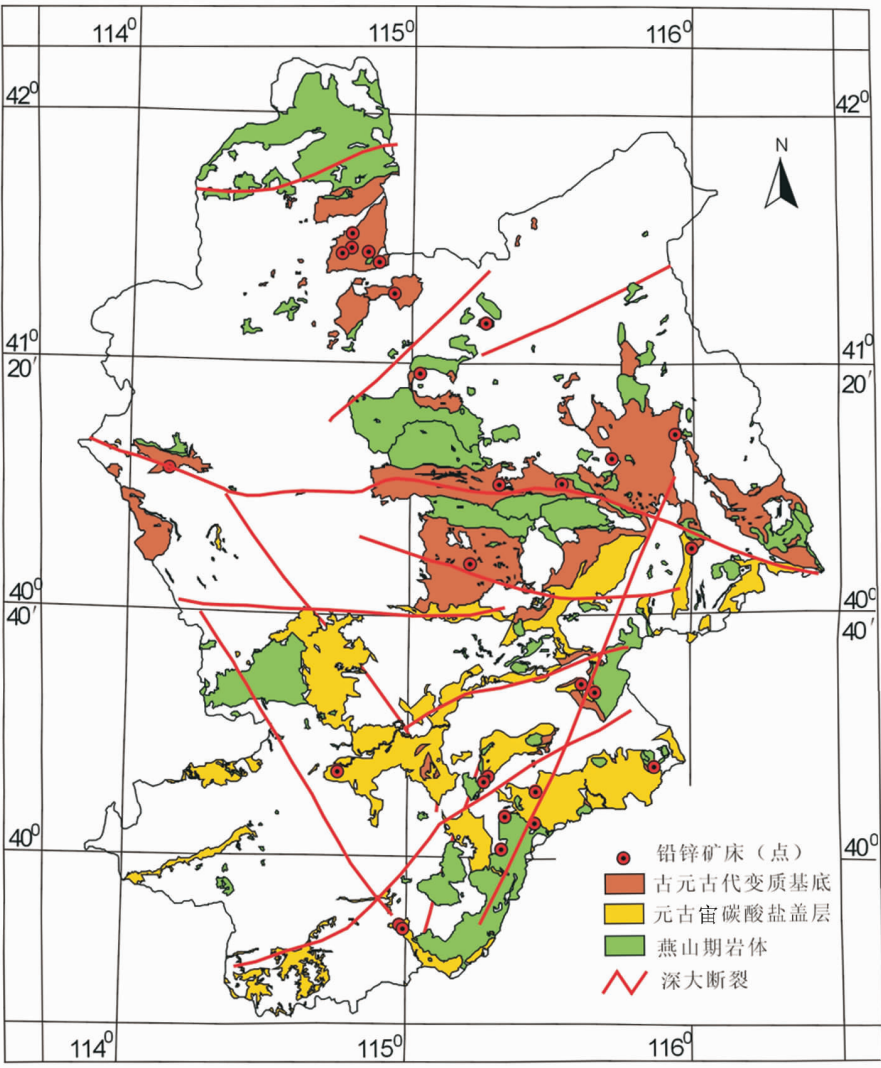 114⁰ 115⁰ 116⁰
42⁰ 42⁰
N
41⁰ 41⁰
20′ 20′
40⁰ 40⁰
40′ 40′
40⁰ 40⁰
铅锌矿床（点）
古元古代变质基底
元古宙碳酸盐盖层
燕山期岩体
深大断裂
114⁰ 115⁰ 116⁰